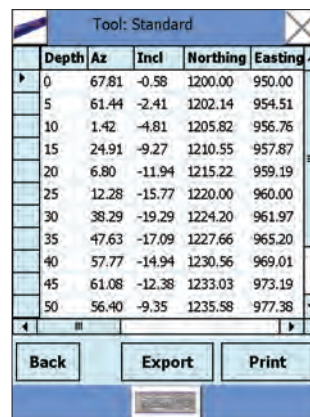 Tool: Standard
Depth Az Incl Northing Easting
0 67.81 -0.58 1200.00 950.00
5 61.44 -2.41 1202.14 954.51
10 1.42 -4.81 1205.82 956.76
15 24.91 -9.27 1210.55 957.87
20 6.80 -11.94 1215.22 959.19
25 12.28 -15.77 1220.00 960.00
30 38.29 -19.29 1224.20 961.97
35 47.63 -17.09 1227.66 965.20
40 57.77 -14.94 1230.56 969.01
45 61.08 -12.38 1233.03 973.19
50 56.40 -9.35 1235.58 977.38
Back Export Print